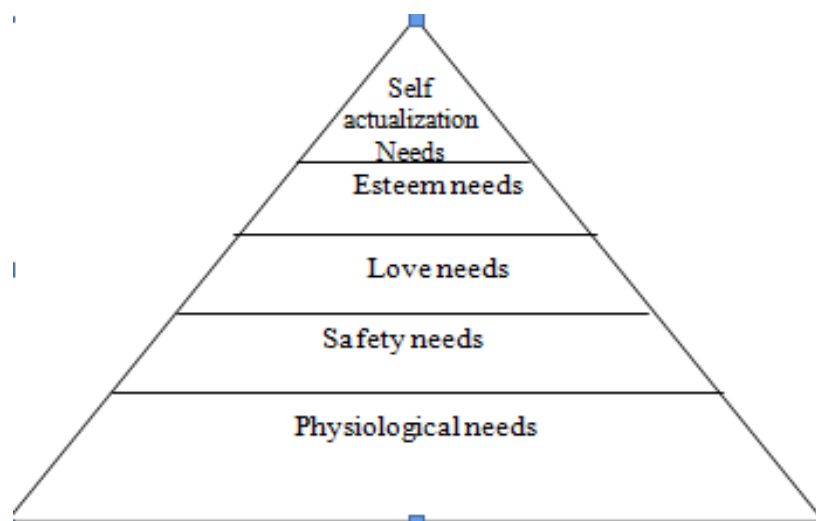 Self
actualization
Needs
Esteem needs
Love needs
Safety needs
Physiological needs